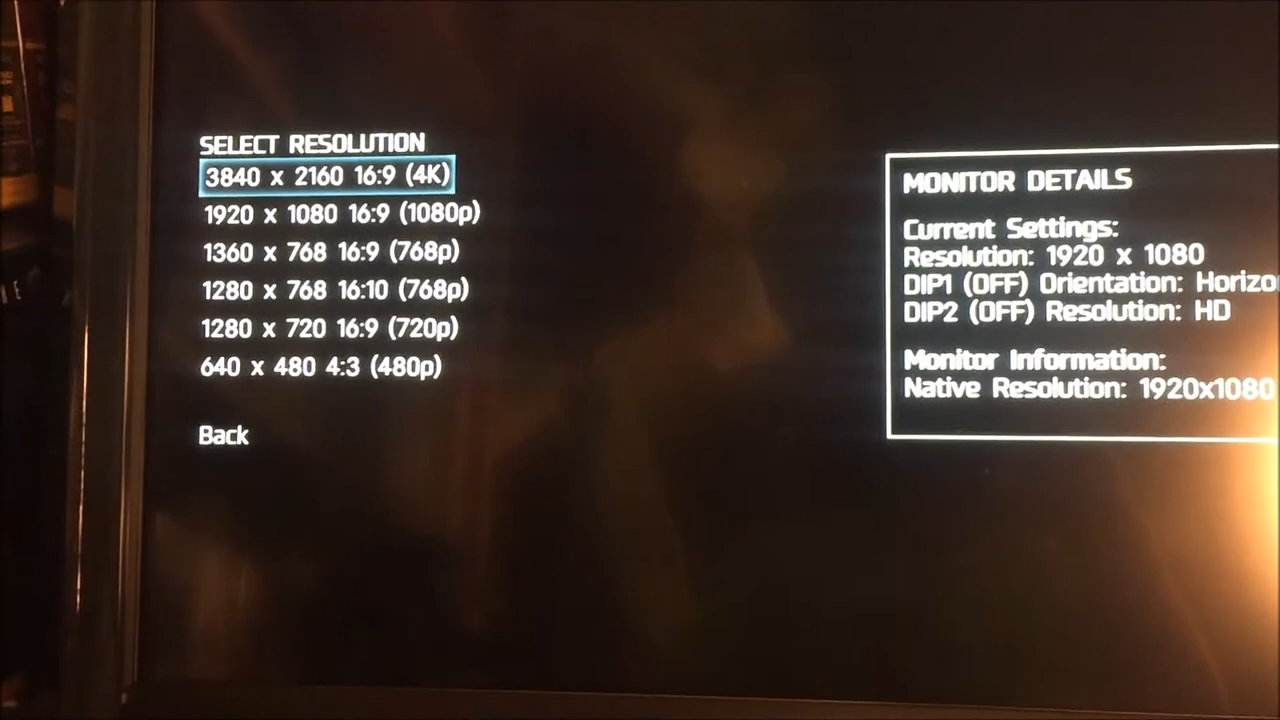 SELECT RESOLUTION
3840 x 2160 16:9 (4K)
1920 x 1080 16:9 (1080p)
1360 x 768 16:9 (768p)
1280 x 768 16:10 (768p)
1280 x 720 16:9 (720p)
640 x 480 4:3 (480p)
Back
MONITOR DETAILS
Current Settings:
Resolution: 1920 x 1080
DIP1 (OFF) Orientation: Horizo
DIP2 (OFF) Resolution: HD
Monitor Information:
Native Resolution: 1920x1080